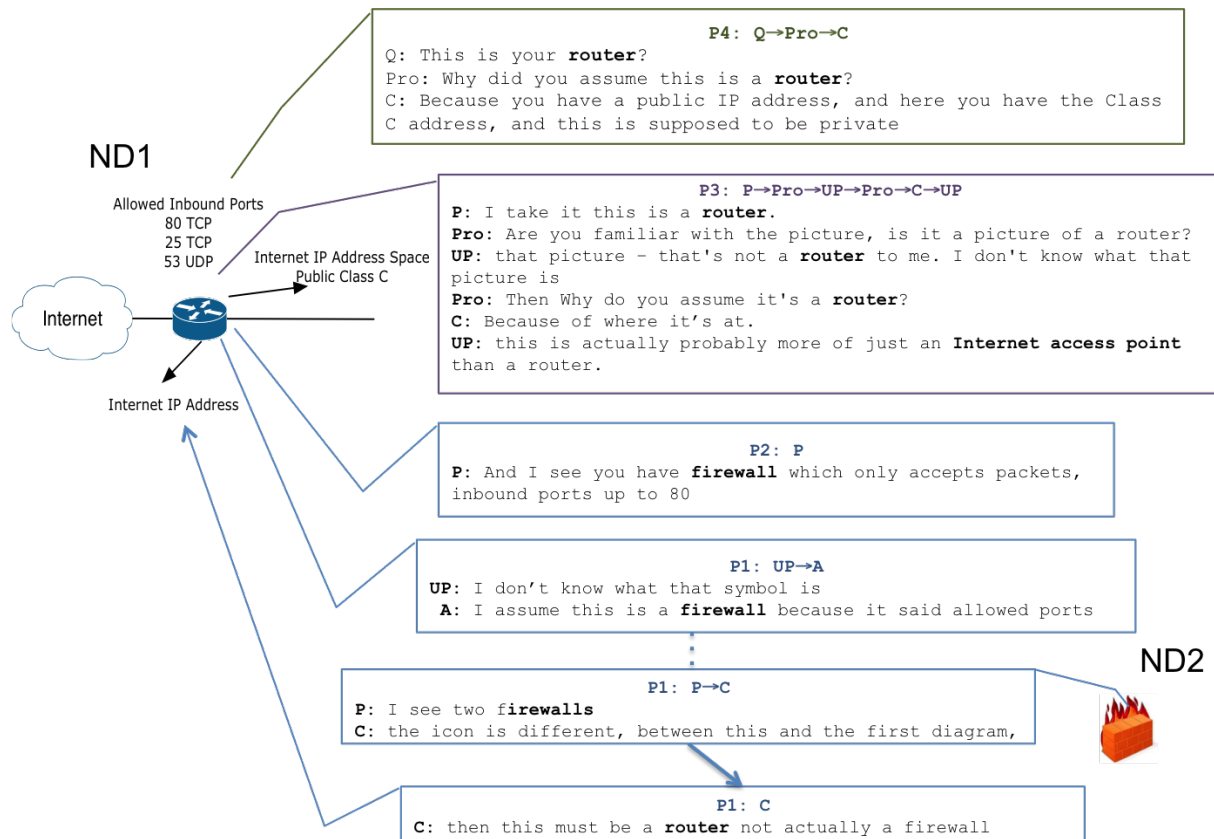 P4: Q→Pro→C
Q: This is your router?
Pro: Why did you assume this is a router?
C: Because you have a public IP address, and here you have the Class
C address, and this is supposed to be private
ND1
Allowed Inbound Ports
80 TCP
25 TCP
53 UDP
Internet IP Address Space
Public Class C
Internet
Internet IP Address
P3: P→Pro→UP→Pro→C→UP
P: I take it this is a router.
Pro: Are you familiar with the picture, is it a picture of a router?
UP: that picture – that's not a router to me. I don't know what that
picture is
Pro: Then Why do you assume it's a router?
C: Because of where it’s at.
UP: this is actually probably more of just an Internet access point
than a router.
P2: P
P: And I see you have firewall which only accepts packets,
inbound ports up to 80
P1: UP→A
UP: I don’t know what that symbol is
A: I assume this is a firewall because it said allowed ports
ND2
P1: P→C
P: I see two firewalls
C: the icon is different, between this and the first diagram,
P1: C
C: then this must be a router not actually a firewall